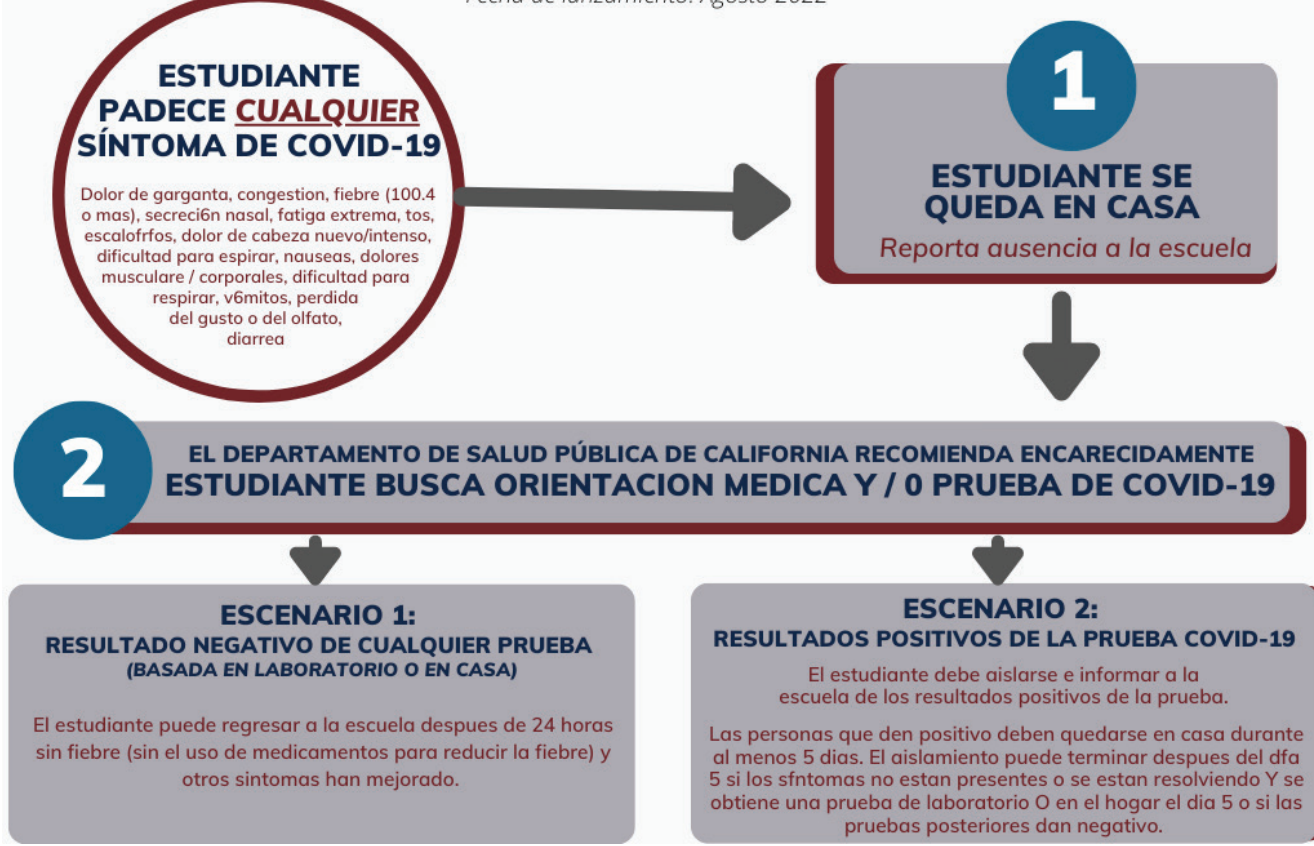 Fecha de lanzamiento: Agosto 2022
ESTUDIANTE
PADECE CUALQUIER
SÍNTOMA DE COVID-19
Dolor de garganta, congestion, fiebre (100.4
o mas), secreci6n nasal, fatiga extrema, tos,
escalofrfos, dolor de cabeza nuevo/intenso,
dificultad para espirar, nauseas, dolores
musculare / corporales, dificultad para
respirar, v6mitos, perdida
del gusto o del olfato,
diarrea
1
ESTUDIANTE SE
QUEDA EN CASA
Reporta ausencia a la escuela
2
EL DEPARTAMENTO DE SALUD PÚBLICA DE CALIFORNIA RECOMIENDA ENCARECIDAMENTE
ESTUDIANTE BUSCA ORIENTACION MEDICA Y / 0 PRUEBA DE COVID-19
ESCENARIO 1:
RESULTADO NEGATIVO DE CUALQUIER PRUEBA
(BASADA EN LABORATORIO O EN CASA)
El estudiante puede regresar a la escuela despues de 24 horas
sin fiebre (sin el uso de medicamentos para reducir la fiebre) y
otros sintomas han mejorado.
ESCENARIO 2:
RESULTADOS POSITIVOS DE LA PRUEBA COVID-19
El estudiante debe aislarse e informar a la
escuela de los resultados positivos de la prueba.
Las personas que den positivo deben quedarse en casa durante
al menos 5 dias. El aislamiento puede terminar despues del dfa
5 si los sfntomas no estan presentes o se estan resolviendo Y se
obtiene una prueba de laboratorio O en el hogar el dia 5 o si las
pruebas posteriores dan negativo.